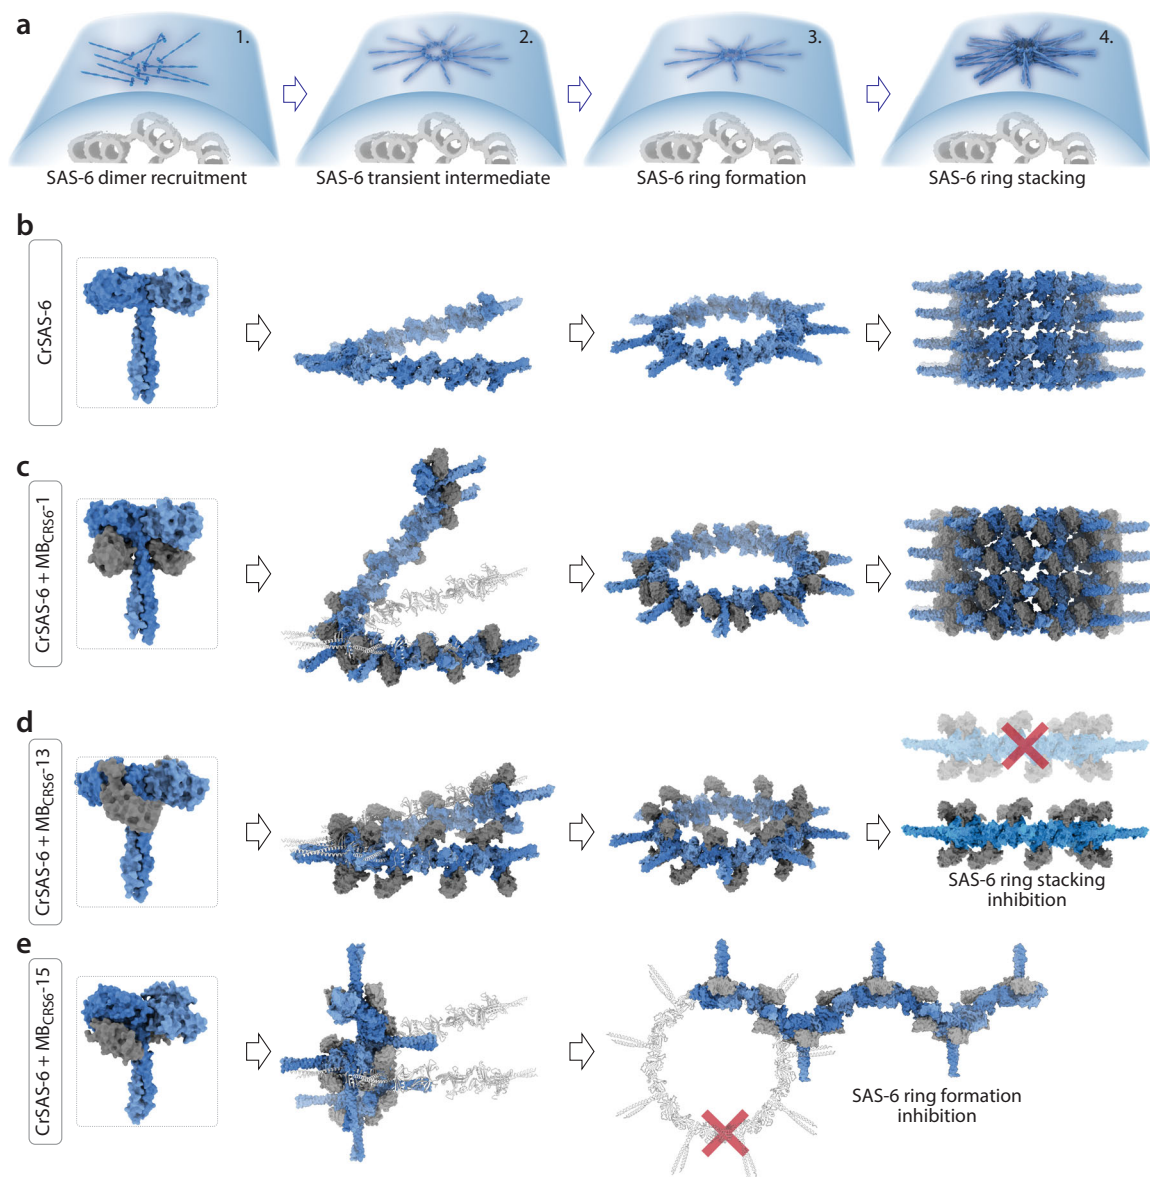 a
1.
2.
3.
4.
SAS-6 dimer recruitment
SAS-6 transient intermediate
SAS-6 ring formation
SAS-6 ring stacking
b
CrSAS-6
c
CrSAS-6 + MBCRS6-1
d
CrSAS-6 + MBCRS6-13
SAS-6 ring stacking
inhibition
e
CrSAS-6 + MBCRS6-15
SAS-6 ring formation
inhibition